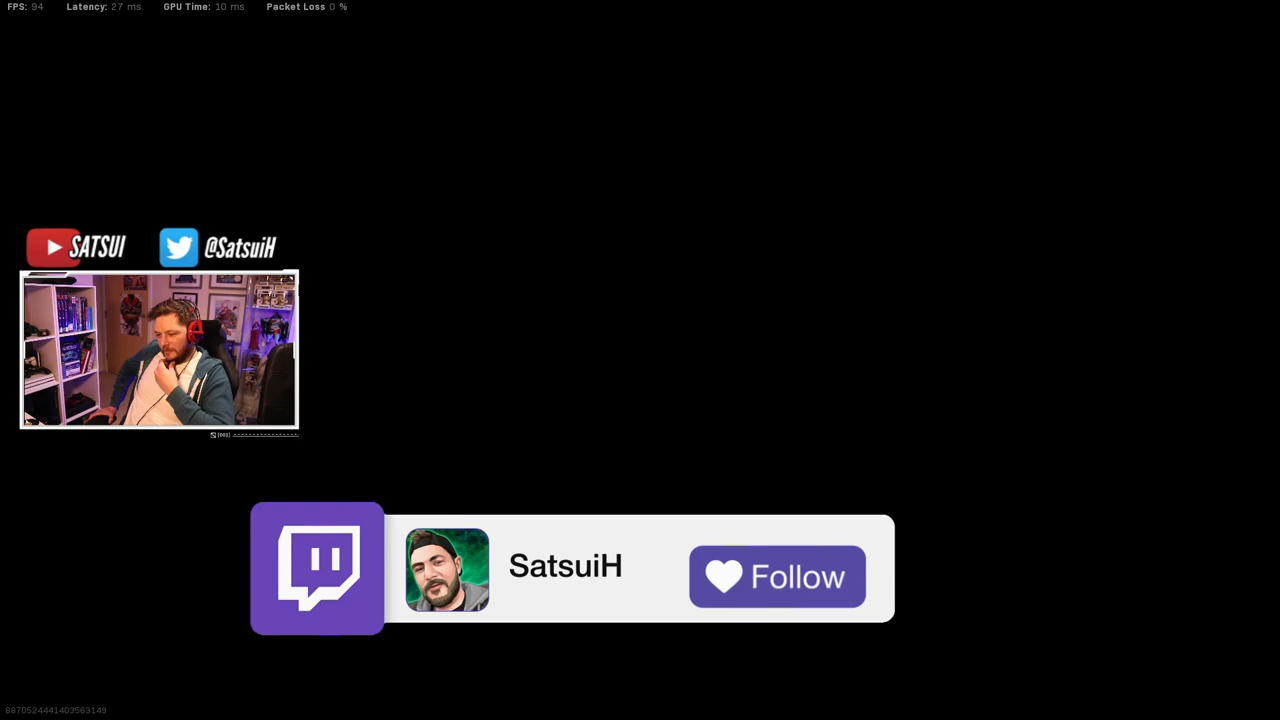 FPS: 94 Latency: 27 ms GPU Time: 10 ms Packet Loss 0 %
SATSUI @SatsuiH
SatsuiH
Follow
8870524441403563149